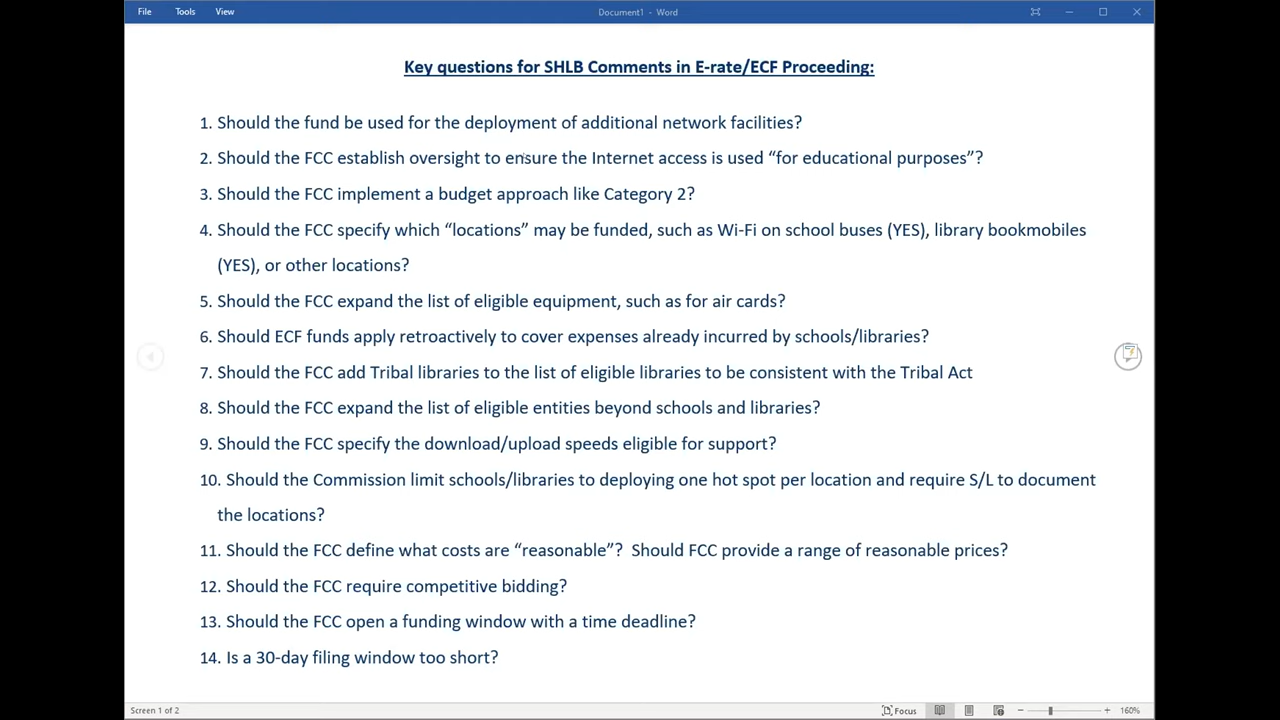 File Tools View Document1 - Word
Key questions for SHLB Comments in E-rate/ECF Proceeding:
1. Should the fund be used for the deployment of additional network facilities?
2. Should the FCC establish oversight to ensure the Internet access is used “for educational purposes”?
3. Should the FCC implement a budget approach like Category 2?
4. Should the FCC specify which “locations” may be funded, such as Wi-Fi on school buses (YES), library bookmobiles
(YES), or other locations?
5. Should the FCC expand the list of eligible equipment, such as for air cards?
6. Should ECF funds apply retroactively to cover expenses already incurred by schools/libraries?
7. Should the FCC add Tribal libraries to the list of eligible libraries to be consistent with the Tribal Act
8. Should the FCC expand the list of eligible entities beyond schools and libraries?
9. Should the FCC specify the download/upload speeds eligible for support?
10. Should the Commission limit schools/libraries to deploying one hot spot per location and require S/L to document
the locations?
11. Should the FCC define what costs are “reasonable”? Should FCC provide a range of reasonable prices?
12. Should the FCC require competitive bidding?
13. Should the FCC open a funding window with a time deadline?
14. Is a 30-day filing window too short?
Screen 1 of 2 Focus 160%